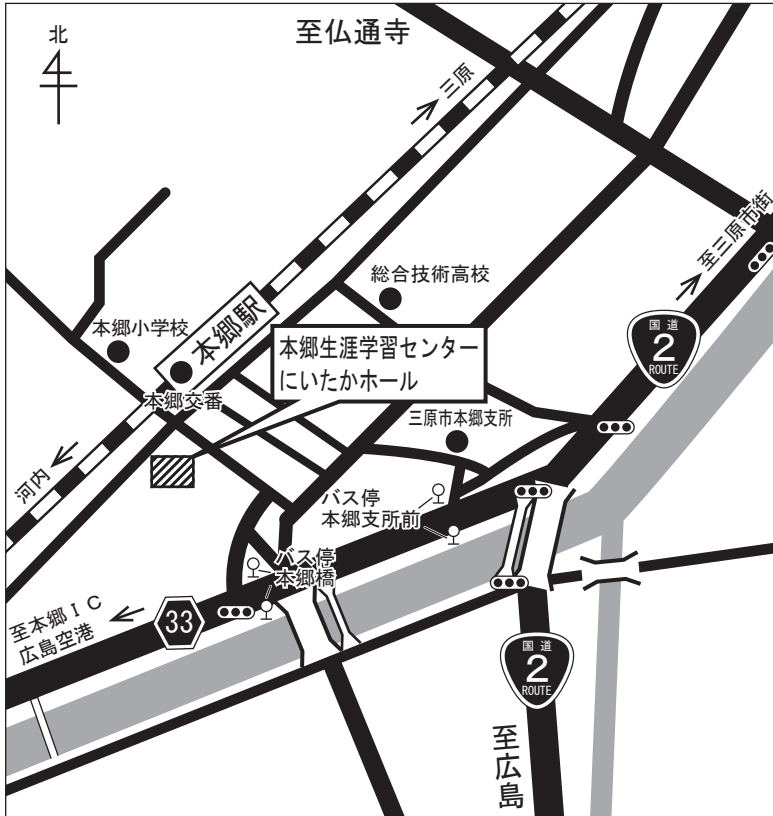 北
至仏通寺
三原
至三原市街
総合技術高校
本郷小学校
本郷駅
本郷生涯学習センター
にいたかホール
国道
2
ROUTE
本郷交番
三原市本郷支所
河内
バス停
本郷支所前
バス停
本郷橋
至本郷IC
広島空港
33
国道
2
ROUTE
至広島